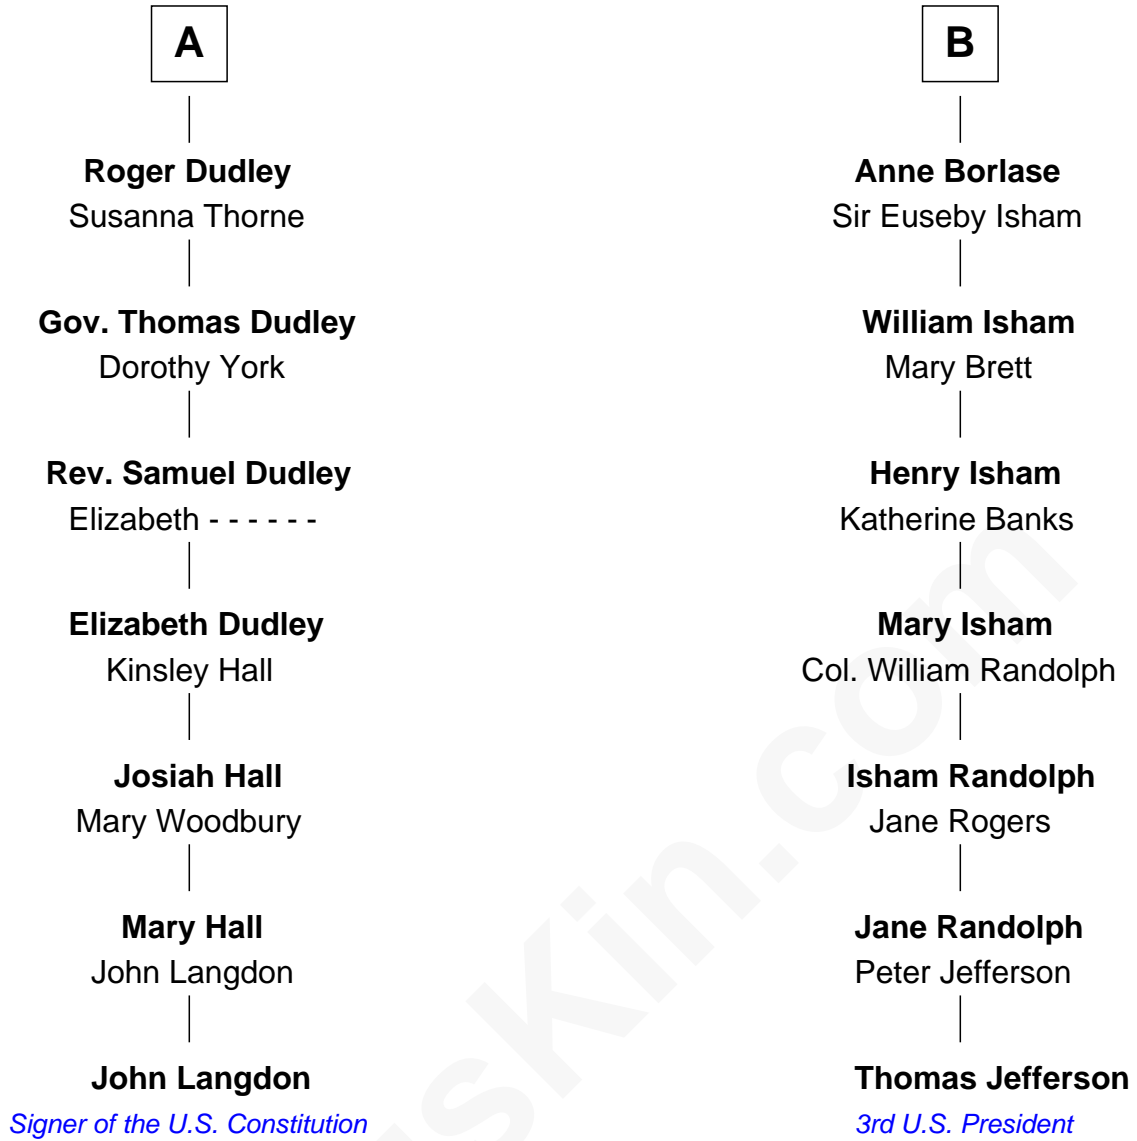 A
Roger Dudley
Susanna Thorne
Gov. Thomas Dudley
Dorothy York
Rev. Samuel Dudley
Elizabeth - - - - - -
Elizabeth Dudley
Kinsley Hall
Josiah Hall
Mary Woodbury
Mary Hall
John Langdon
John Langdon
Signer of the U.S. Constitution
B
Anne Borlase
Sir Euseby Isham
William Isham
Mary Brett
Henry Isham
Katherine Banks
Mary Isham
Col. William Randolph
Isham Randolph
Jane Rogers
Jane Randolph
Peter Jefferson
Thomas Jefferson
3rd U.S. President
usKin.com